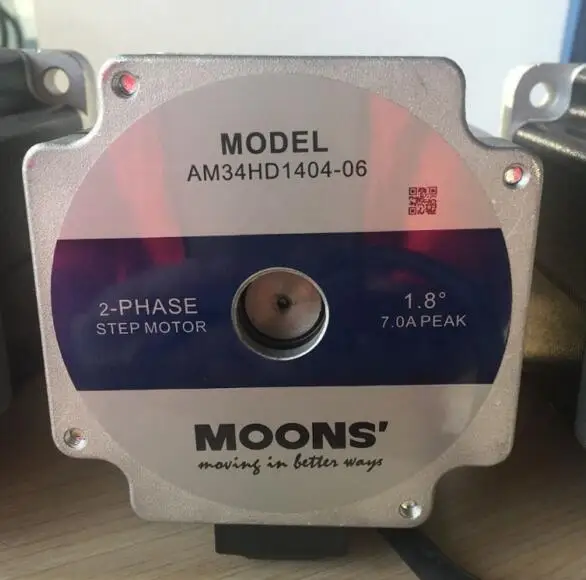 MODEL
AM34HD1404-06
2-PHASE
STEP MOTOR
1.8°
7.0A PEAK
MOONS'
moving in better ways